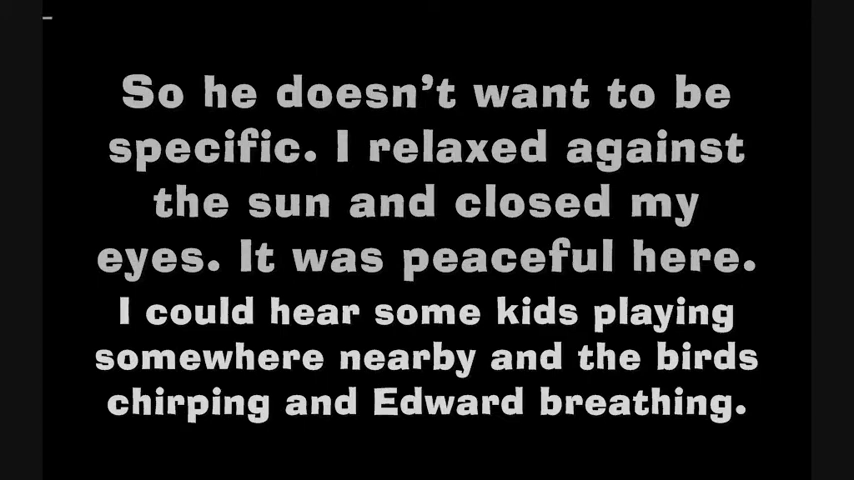 So he doesn't want to be
specific. I relaxed against
the sun and closed my
eyes. It was peaceful here.
I could hear some kids playing
somewhere nearby and the birds
chirping and Edward breathing.